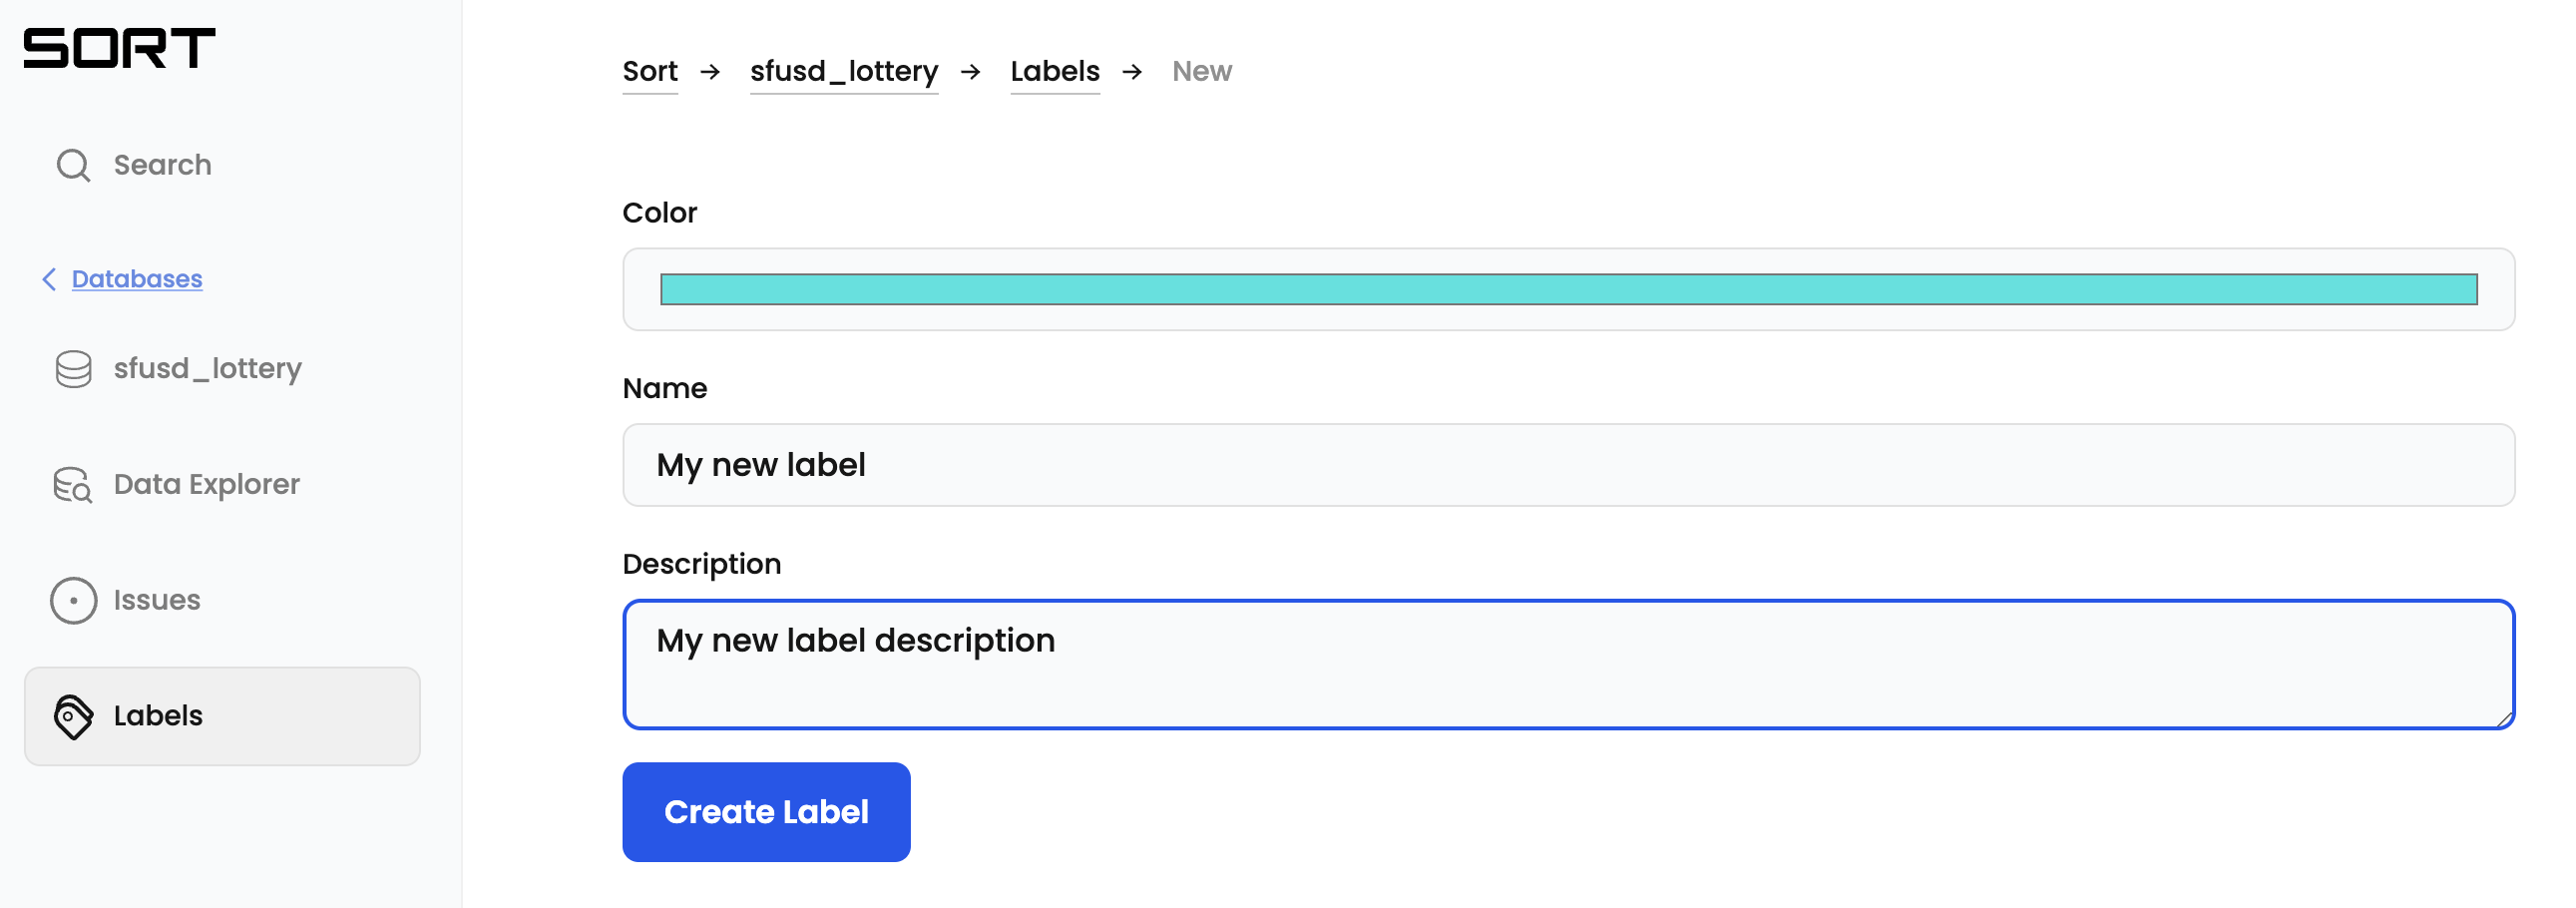 SORT
Search
Databases
sfusd_lottery
Data Explorer
Issues
Labels
Sort → sfusd_lottery → Labels → New
Color
Name
My new label
Description
My new label description
Create Label